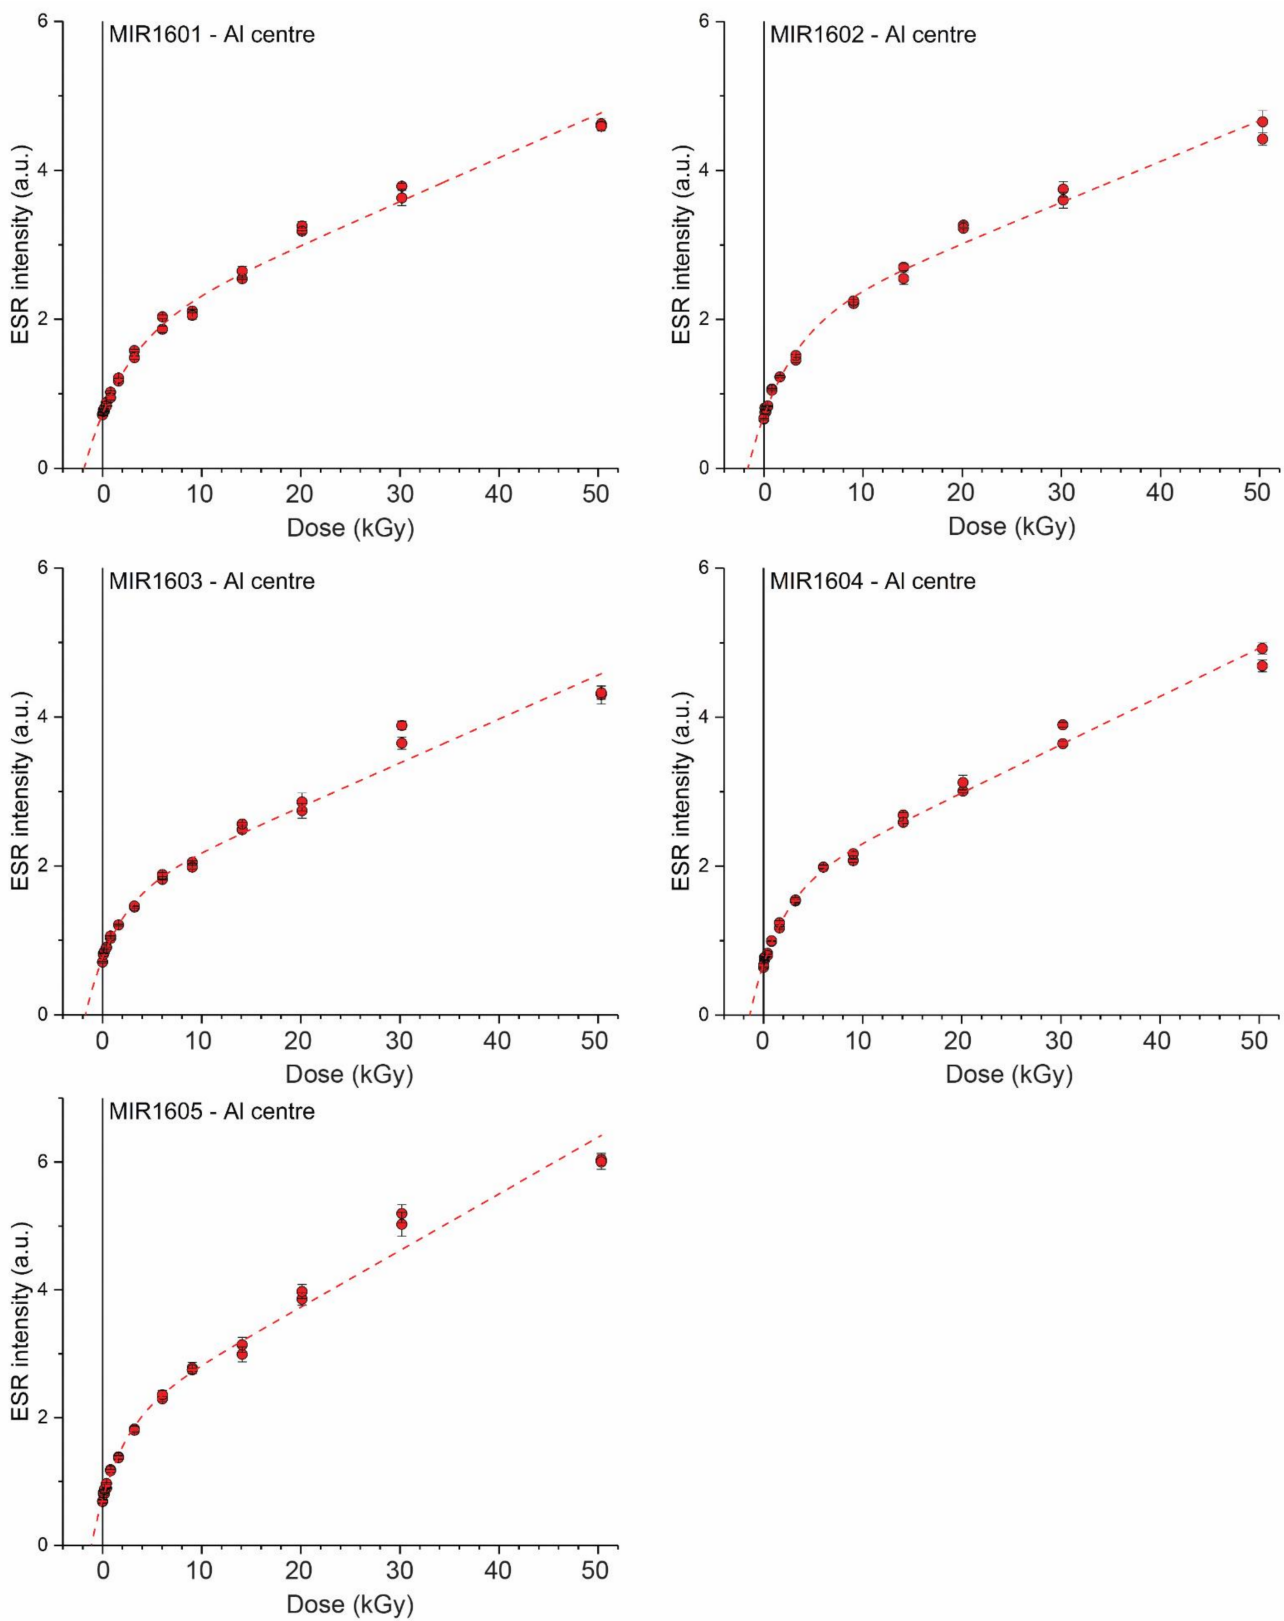 MIR1601 - Al centre
6
4
2
0
ESR intensity (a.u.)
0 10 20 30 40 50
Dose (kGy)
MIR1602 - Al centre
6
4
2
0
ESR intensity (a.u.)
0 10 20 30 40 50
Dose (kGy)
MIR1603 - Al centre
6
4
2
0
ESR intensity (a.u.)
0 10 20 30 40 50
Dose (kGy)
MIR1604 - Al centre
6
4
2
0
ESR intensity (a.u.)
0 10 20 30 40 50
Dose (kGy)
MIR1605 - Al centre
6
4
2
0
ESR intensity (a.u.)
0 10 20 30 40 50
Dose (kGy)